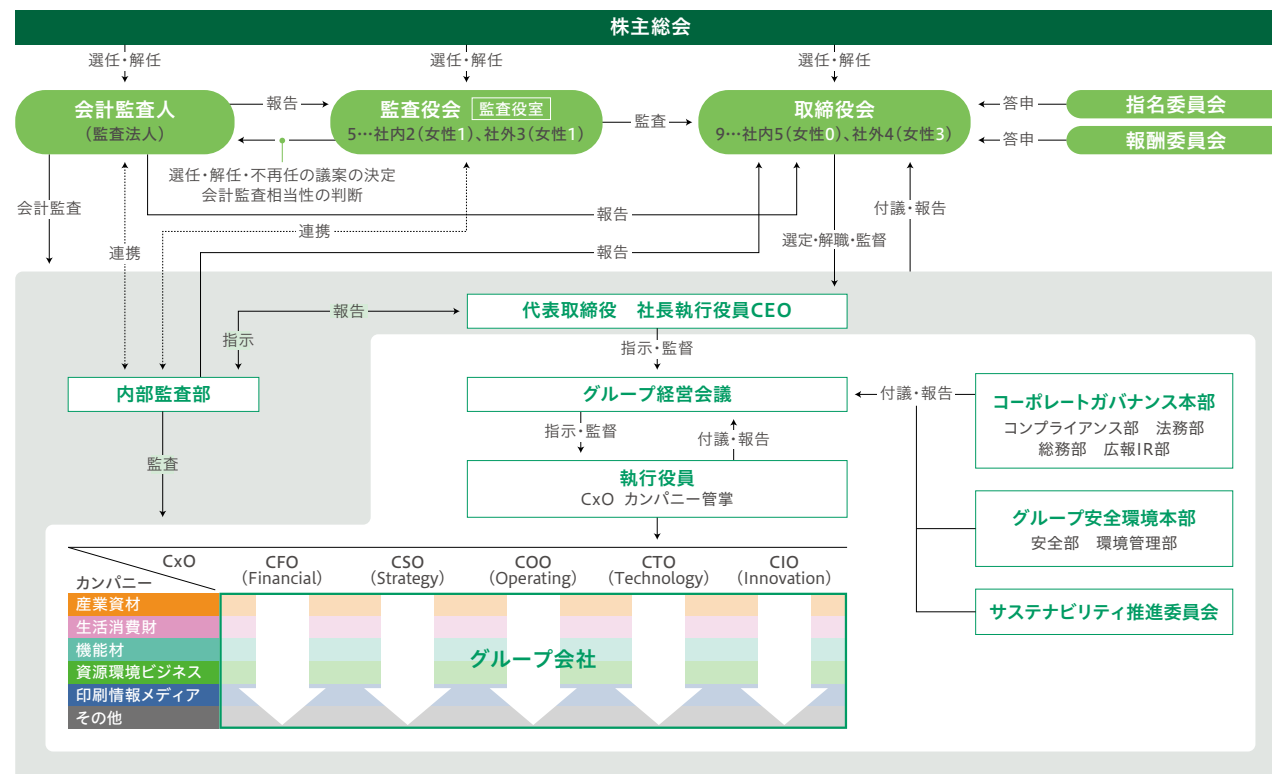 株主総会
選任・解任
選任・解任
選任・解任
会計監査人
(監査法人)
報告
監査役会 監査役室
5…社内2(女性1)、社外3(女性1)
監査
取締役会
9…社内5(女性0)、社外4(女性3)
答申
指名委員会
答申
報酬委員会
選任・解任・不再任の議案の決定
会計監査相当性の判断
会計監査
報告
付議・報告
連携
選定・解職・監督
連携
報告
代表取締役 社長執行役員CEO
報告
指示
指示・監督
内部監査部
グループ経営会議
付議・報告
コーポレートガバナンス本部
コンプライアンス部 法務部
総務部 広報IR部
指示・監督
付議・報告
監査
執行役員
CxO カンパニー管掌
グループ安全環境本部
安全部 環境管理部
サステナビリティ推進委員会
CxO
カンパニー
CFO
(Financial)
CSO
(Strategy)
COO
(Operating)
CTO
(Technology)
CIO
(Innovation)
産業資材
生活消費財
機能材
資源環境ビジネス
印刷情報メディア
その他
グループ会社